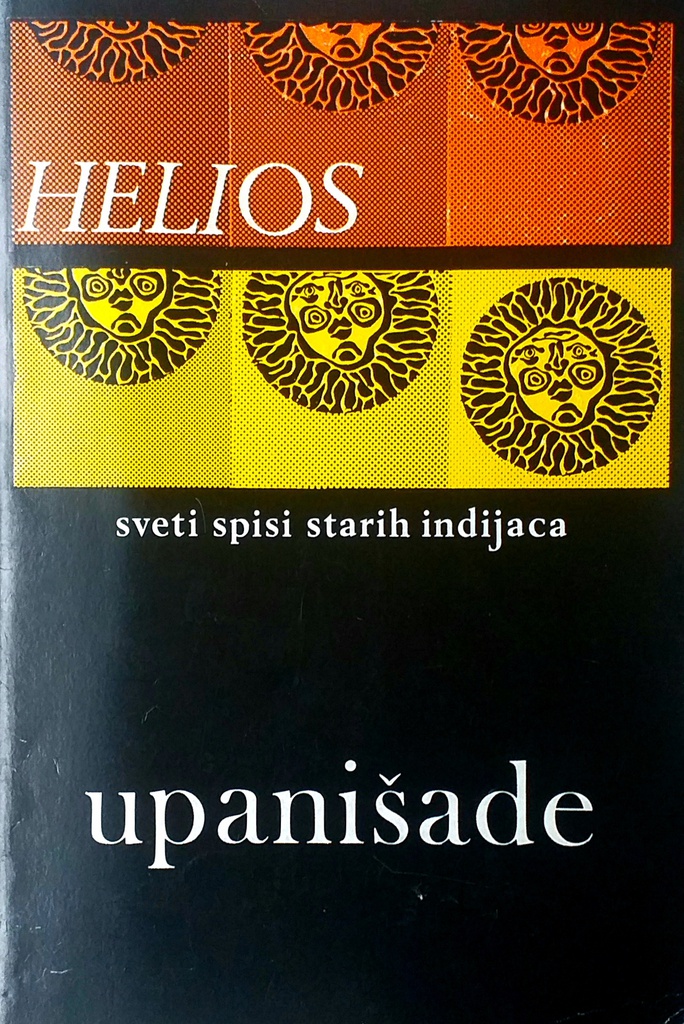 HELIOS
sveti spisi starih indijaca
upanišade